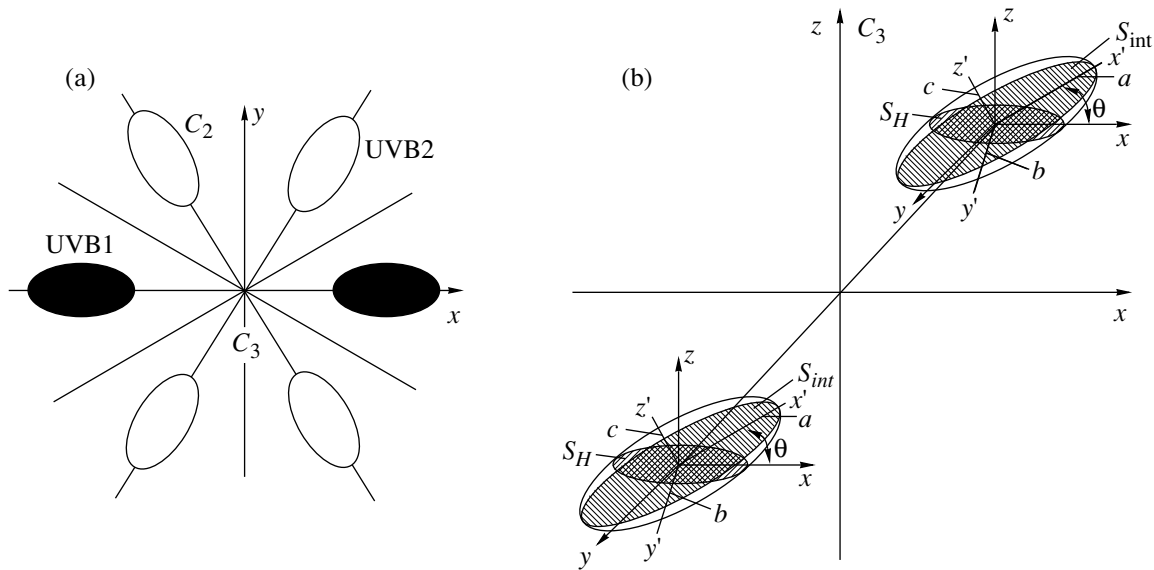 (a)
y
C2
UVB2
UVB1
x
C3
(b)
z
C3
z
Sint
x'
z'
a
c
θ
SH
x
b
y
y'
x
z
Sint
x'
z'
a
c
θ
SH
x
b
y
y'